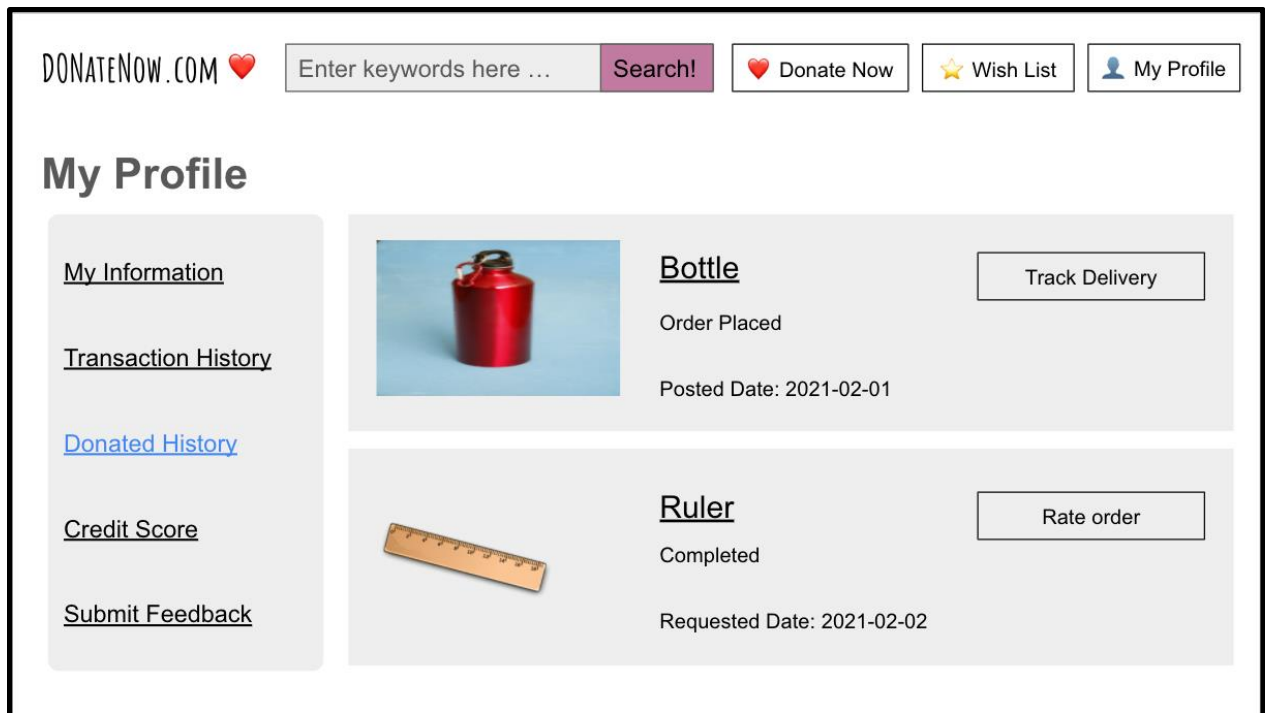 DONATENOW.COM
Enter keywords here …
Search!
Donate Now
Wish List
My Profile
My Profile
My Information
Transaction History
Donated History
Credit Score
Submit Feedback
Bottle
Order Placed
Posted Date: 2021-02-01
Track Delivery
Ruler
Completed
Requested Date: 2021-02-02
Rate order